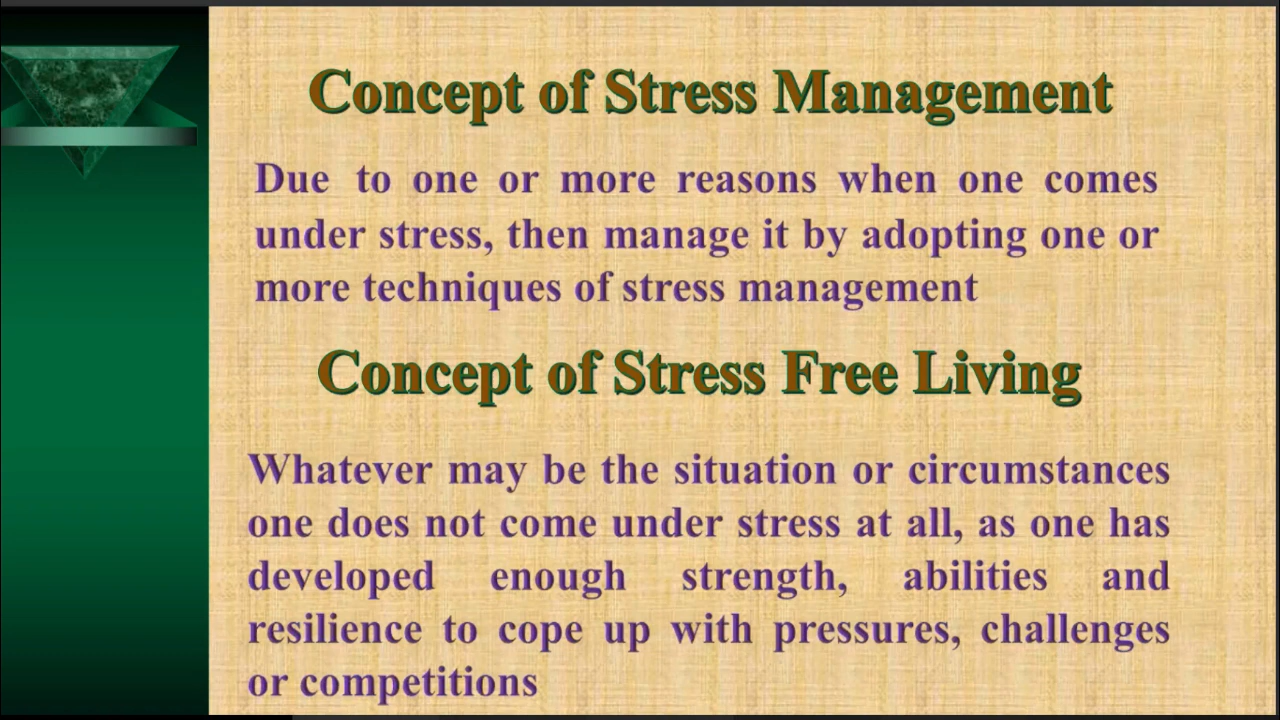 Concept of Stress Management
Due to one or more reasons when one comes
under stress, then manage it by adopting one or
more techniques of stress management
Concept of Stress Free Living
Whatever may be the situation or circumstances
one does not come under stress at all, as one has
developed enough strength, abilities and
resilience to cope up with pressures, challenges
or competitions